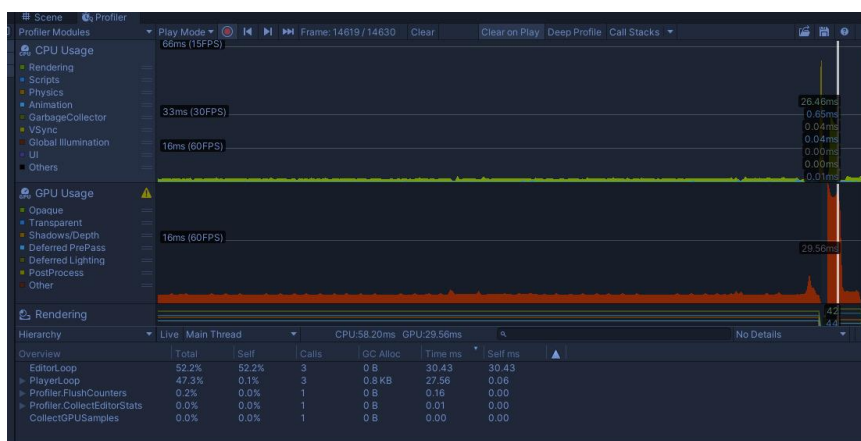 Scene Profiler
Profiler Modules Play Mode Frame: 14619 / 14630 Clear Clear on Play Deep Profile Call Stacks
CPU Usage
66ms (15FPS)
Rendering
Scripts
Physics
Animation
GarbageCollector
VSync
Global Illumination
UI
Others
33ms (30FPS)
16ms (60FPS)
26.46ms
0.65ms
0.04ms
0.04ms
0.00ms
0.00ms
0.01ms
GPU Usage
Opaque
Transparent
Shadows/Depth
Deferred PrePass
Deferred Lighting
PostProcess
Other
16ms (60FPS)
29.56ms
Rendering
42
44
Hierarchy Live Main Thread CPU:58.20ms GPU:29.56ms No Details
Overview Total Self Calls GC Alloc Time ms Self ms
EditorLoop 52.2% 52.2% 3 0 B 30.43 30.43
PlayerLoop 47.3% 0.1% 3 0.8 KB 27.56 0.06
Profiler.FlushCounters 0.2% 0.0% 1 0 B 0.16 0.00
Profiler.CollectEditorStats 0.0% 0.0% 1 0 B 0.01 0.00
CollectGPUSamples 0.0% 0.0% 1 0 B 0.00 0.00